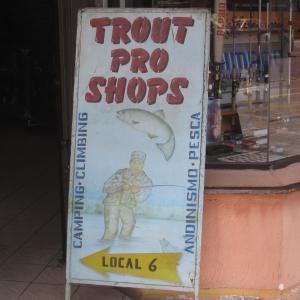 TROUT
PRO
SHOPS
CAMPING·CLIMBING
ANDINISMO·PESCA
LOCAL 6